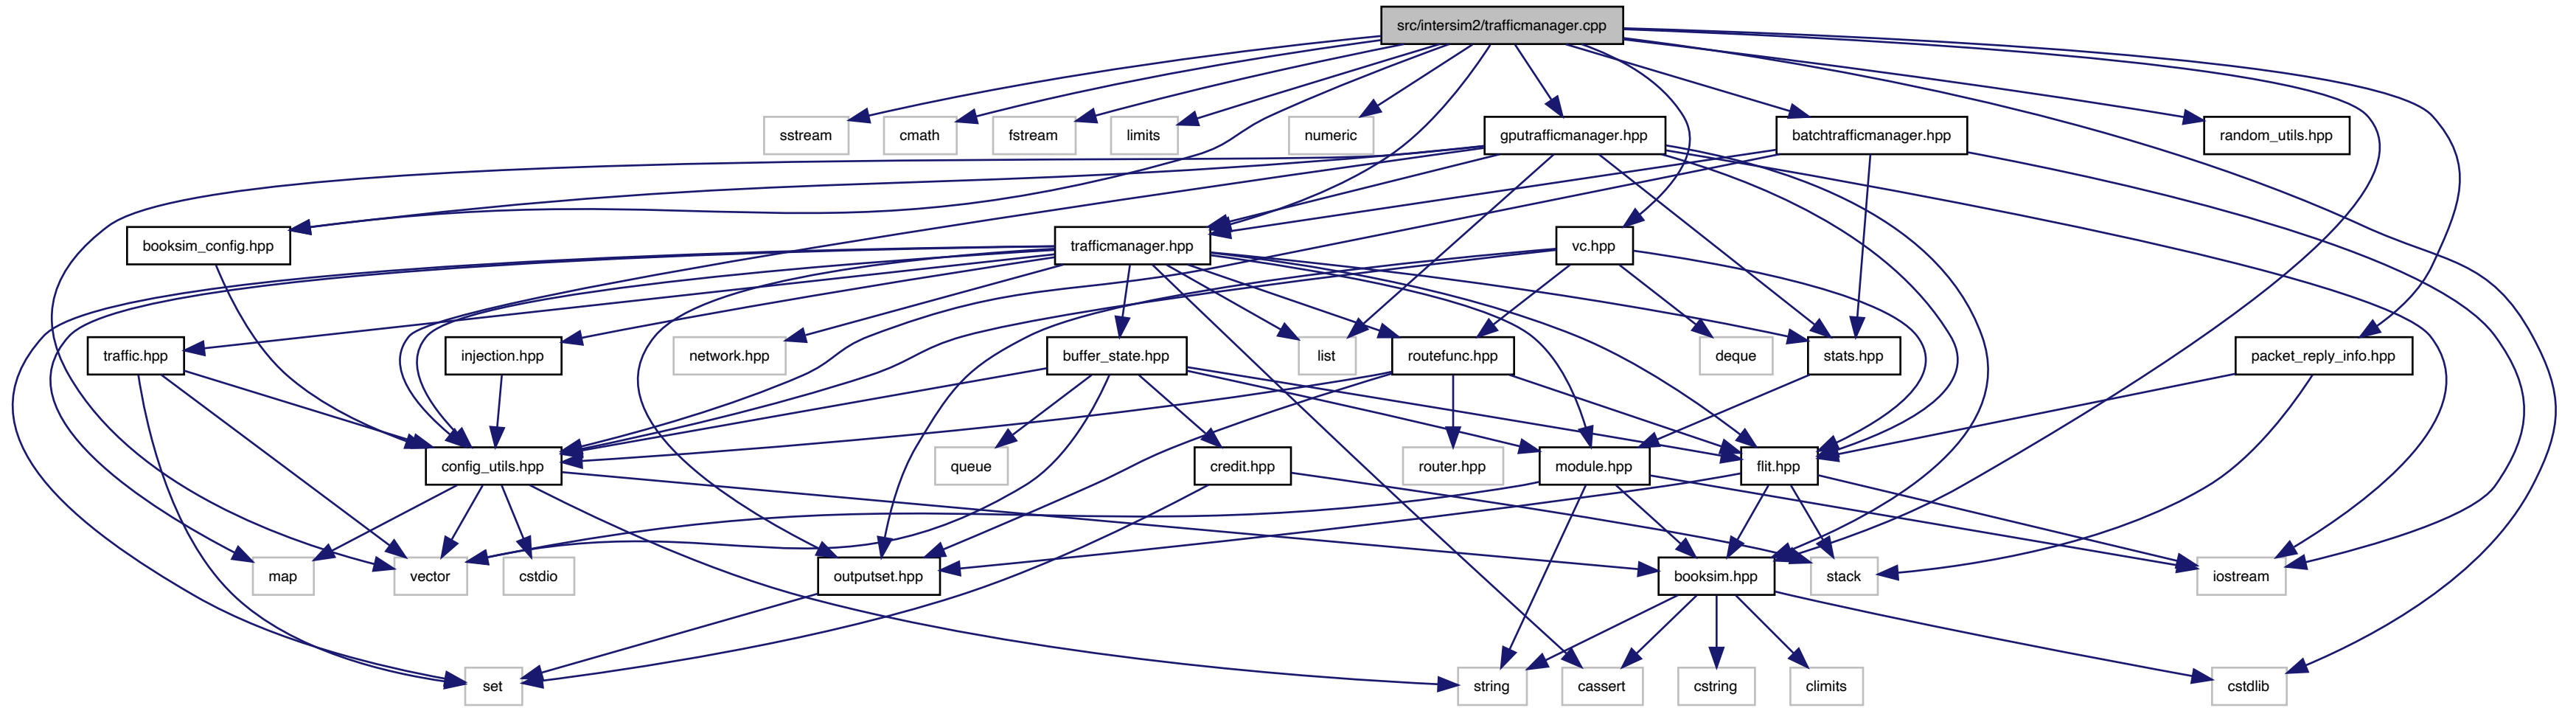 src/intersim2/trafficmanager.cpp
sstream
cmath
fstream
limits
numeric
gputrafficmanager.hpp
batchtrafficmanager.hpp
random_utils.hpp
booksim_config.hpp
trafficmanager.hpp
vc.hpp
traffic.hpp
injection.hpp
network.hpp
buffer_state.hpp
list
routefunc.hpp
deque
stats.hpp
packet_reply_info.hpp
config_utils.hpp
queue
credit.hpp
router.hpp
module.hpp
flit.hpp
map
vector
cstdio
outputset.hpp
booksim.hpp
stack
iostream
set
string
cassert
cstring
climits
cstdlib